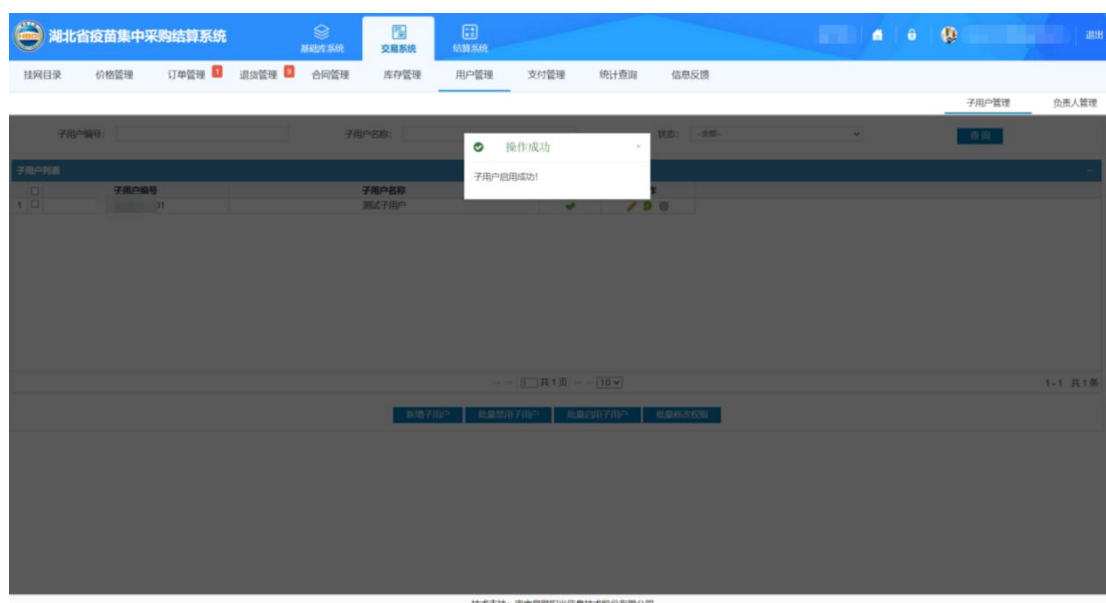 湖北省疫苗集中采购结算系统
基础库系统 交易系统 结算系统 退出
挂网目录 价格管理 订单管理 1 退货管理 9 合同管理 库存管理 用户管理 支付管理 统计查询 信息反馈
子用户管理 负责人管理
子用户编号: 子用户名称: 状态: -全部- 查询
操作成功 ×
子用户启用成功!
子用户列表
子用户编号 子用户名称 作
1 01 测试子用户
1 共 1 页 10 1-1 共 1 条
新增子用户 批量禁用子用户 批量启用子用户 批量修改权限